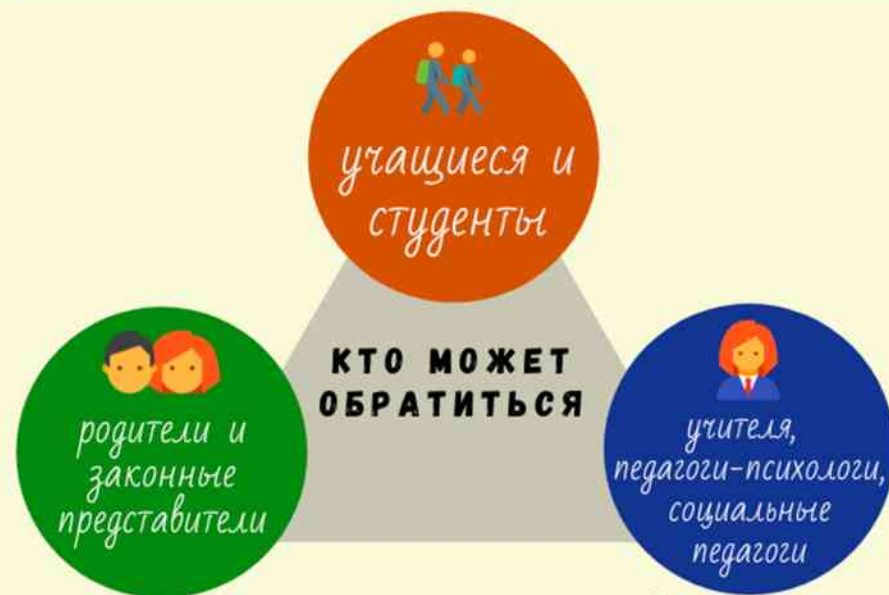 учащиеся и
студенты
КТО МОЖЕТ
ОБРАТИТЬСЯ
родители и
законные
представители
учителя,
педагоги-психологи,
социальные
педагоги